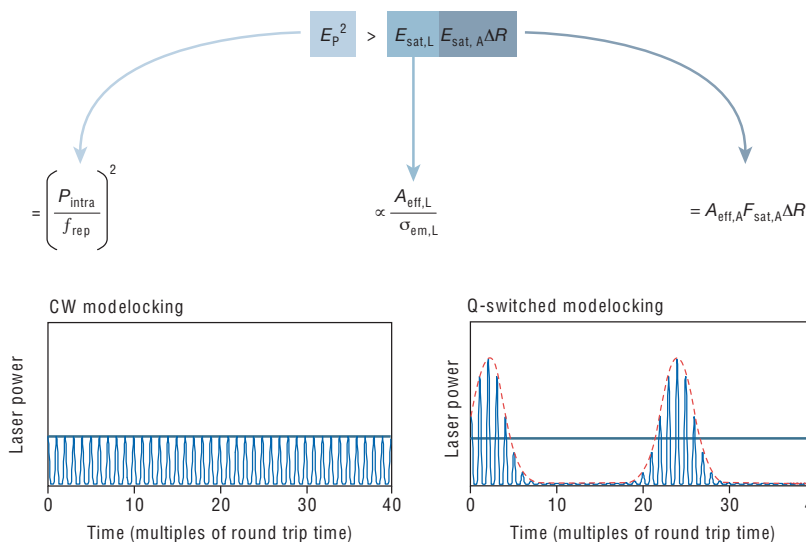 E_P² > E_sat,L E_sat, A ΔR
= (P_intra / f_rep)²
∝ A_eff,L / σ_em,L
= A_eff,A F_sat,A ΔR
CW modelocking
Laser power
0 10 20 30 40
Time (multiples of round trip time)
Q-switched modelocking
Laser power
0 10 20 30
Time (multiples of round trip time)